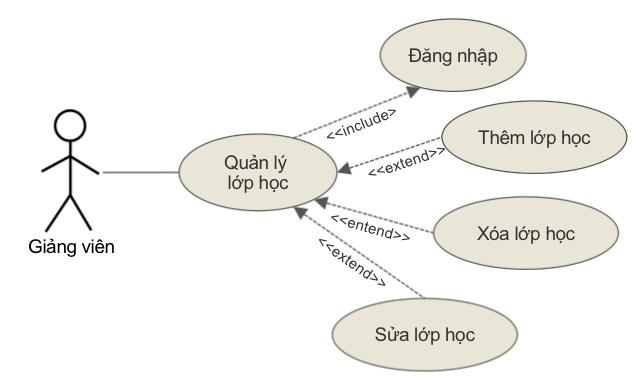 Đăng nhập
<<include>
Thêm lớp học
<<extend>>
Quản lý
lớp học
Giảng viên
<<entend>>
Xóa lớp học
<<extend>>
Sửa lớp học